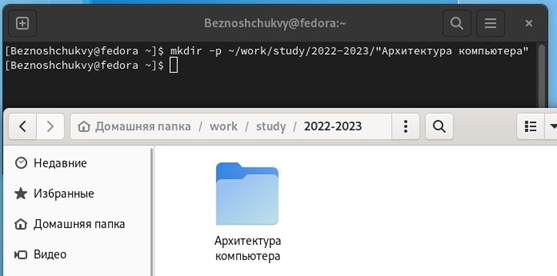 Beznoshchukvy@fedora:~
[Beznoshchukvy@fedora ~]$ mkdir -p ~/work/study/2022-2023/"Архитектура компьютера"
[Beznoshchukvy@fedora ~]$
Домашняя папка / work / study / 2022-2023
Недавние
Избранные
Домашняя папка
Видео
Архитектура
компьютера